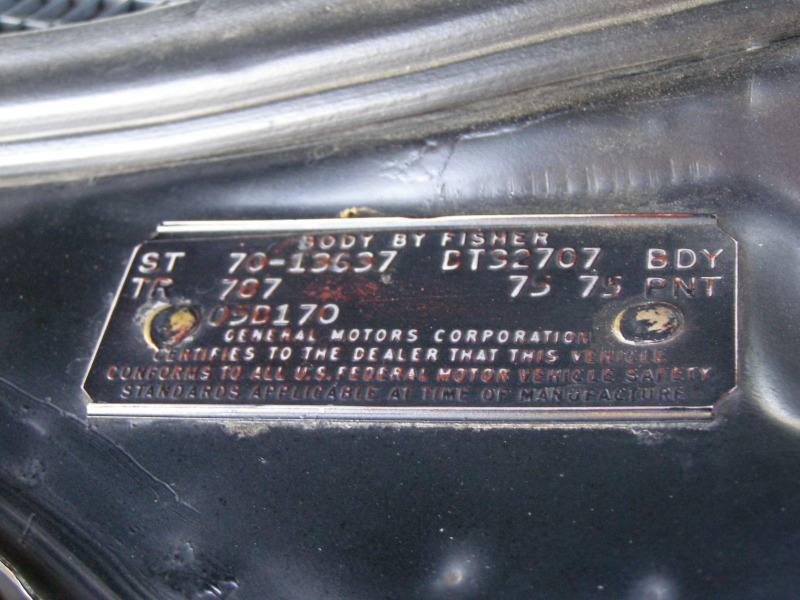 BODY BY FISHER
ST 70-13637 BT32707 BDY
TR 787 75 75 PNT
05B170
GENERAL MOTORS CORPORATION
CERTIFIES TO THE DEALER THAT THIS VEHICLE
CONFORMS TO ALL U.S. FEDERAL MOTOR VEHICLE SAFETY
STANDARDS APPLICABLE AT TIME OF MANUFACTURE